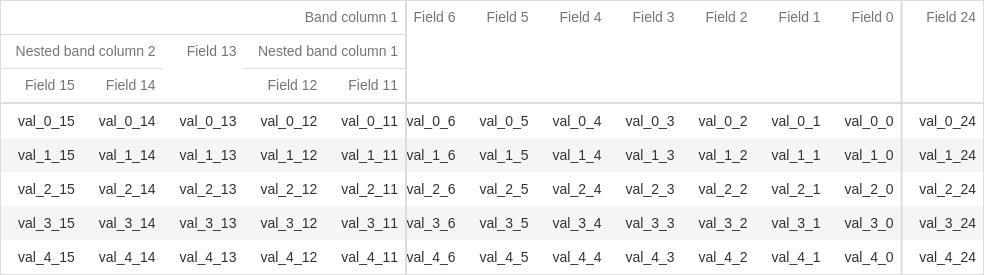 Band column 1 Field 6 Field 5 Field 4 Field 3 Field 2 Field 1 Field 0 Field 24
Nested band column 2 Field 13 Nested band column 1
Field 15 Field 14 Field 12 Field 11
val_0_15 val_0_14 val_0_13 val_0_12 val_0_11 val_0_6 val_0_5 val_0_4 val_0_3 val_0_2 val_0_1 val_0_0 val_0_24
val_1_15 val_1_14 val_1_13 val_1_12 val_1_11 val_1_6 val_1_5 val_1_4 val_1_3 val_1_2 val_1_1 val_1_0 val_1_24
val_2_15 val_2_14 val_2_13 val_2_12 val_2_11 val_2_6 val_2_5 val_2_4 val_2_3 val_2_2 val_2_1 val_2_0 val_2_24
val_3_15 val_3_14 val_3_13 val_3_12 val_3_11 val_3_6 val_3_5 val_3_4 val_3_3 val_3_2 val_3_1 val_3_0 val_3_24
val_4_15 val_4_14 val_4_13 val_4_12 val_4_11 val_4_6 val_4_5 val_4_4 val_4_3 val_4_2 val_4_1 val_4_0 val_4_24